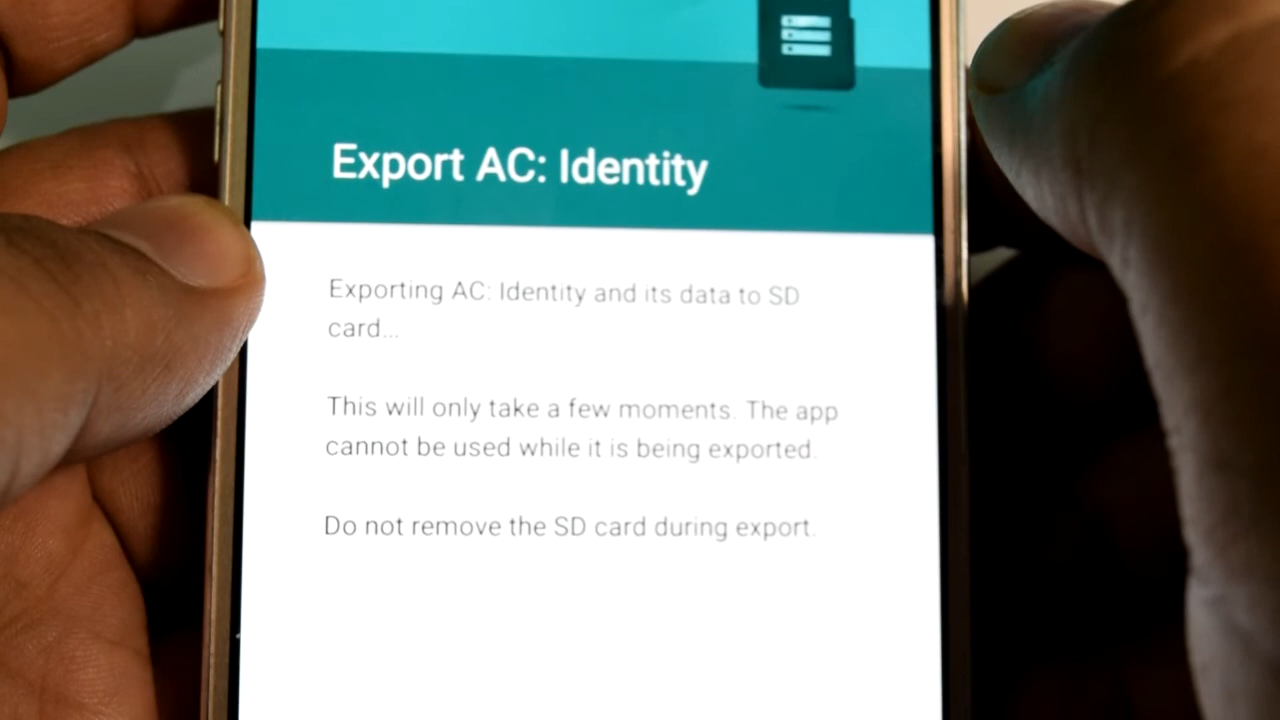 Export AC: Identity
Exporting AC: Identity and its data to SD
card...
This will only take a few moments. The app
cannot be used while it is being exported.
Do not remove the SD card during export.